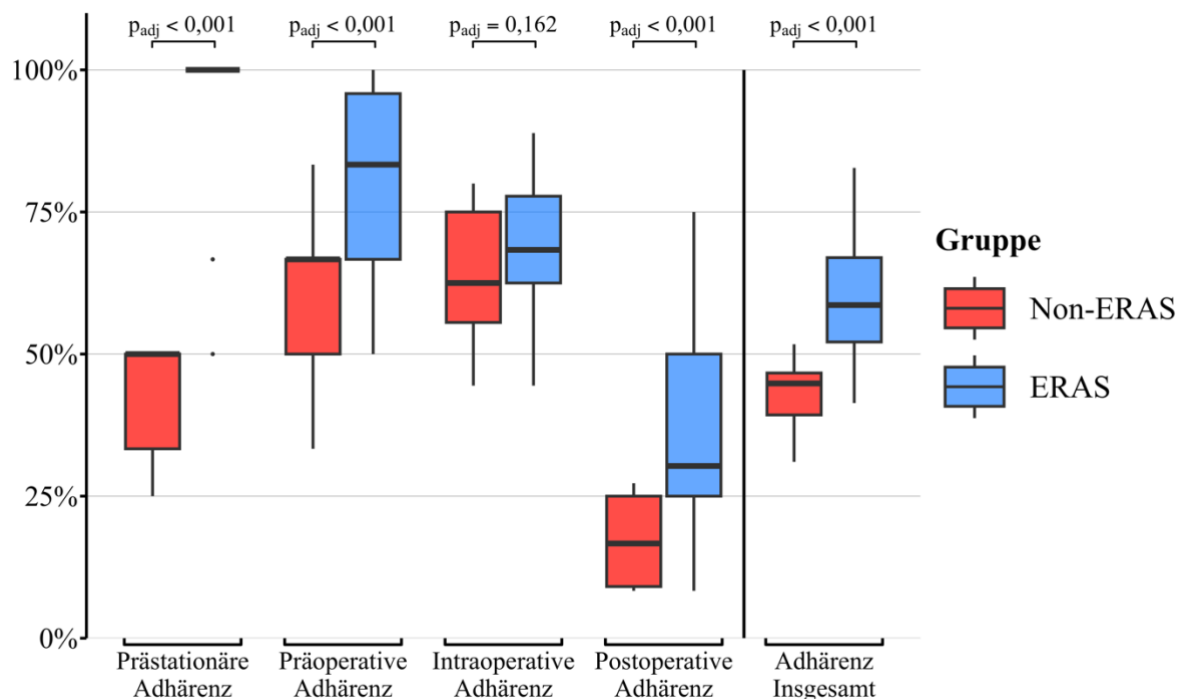 p_adj < 0,001 p_adj < 0,001 p_adj = 0,162 p_adj < 0,001 p_adj < 0,001
100%
75%
50%
25%
0%
Gruppe
Non-ERAS
ERAS
Prästationäre
Adhärenz
Präoperative
Adhärenz
Intraoperative
Adhärenz
Postoperative
Adhärenz
Adhärenz
Insgesamt